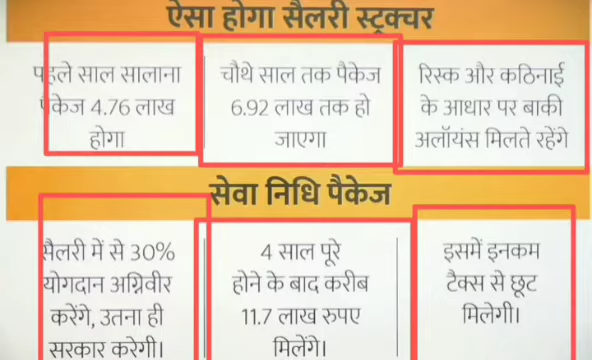 ऐसा होगा सैलरी स्ट्रक्चर
पहले साल सालाना
पैकेज 4.76 लाख
होगा
चौथे साल तक पैकेज
6.92 लाख तक हो
जाएगा
रिस्क और कठिनाई
के आधार पर बाकी
अलॉयंस मिलते रहेंगे
सेवा निधि पैकेज
सैलरी में से 30%
योगदान अग्निवीर
करेंगे, उतना ही
सरकार करेगी।
4 साल पूरे
होने के बाद करीब
11.7 लाख रुपए
मिलेंगे।
इसमें इनकम
टैक्स से छूट
मिलेगी।